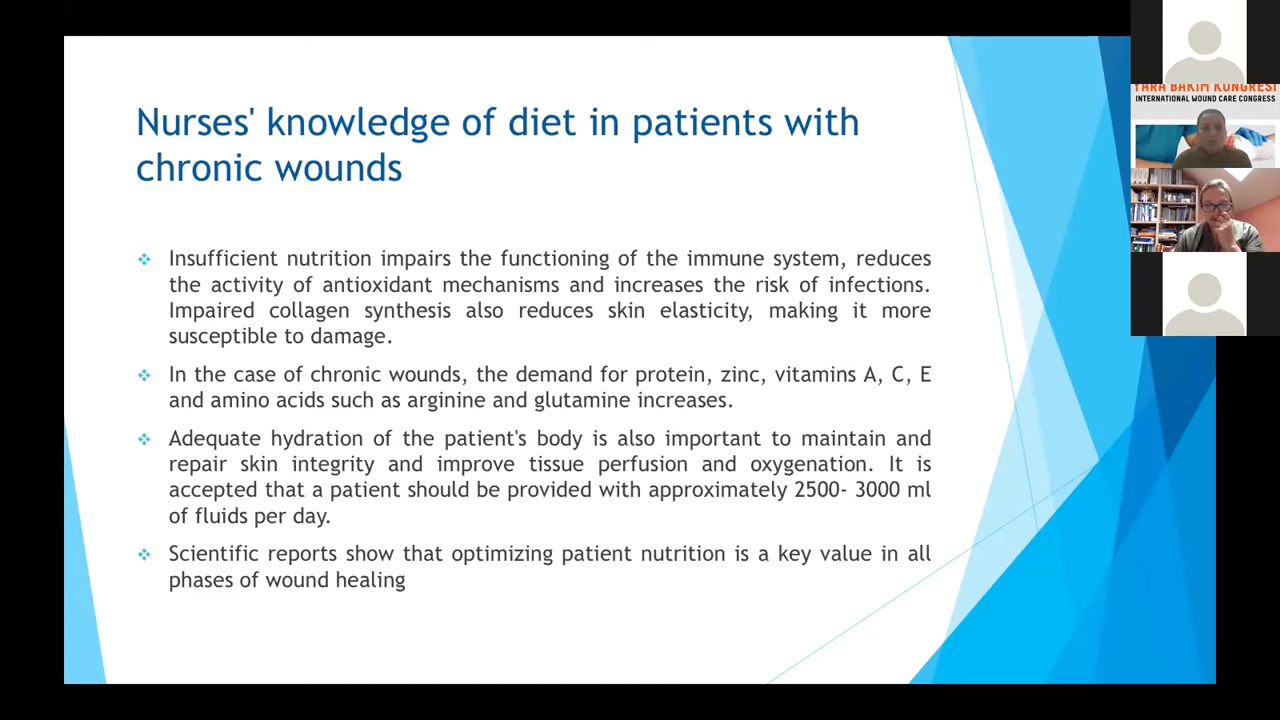 Nurses' knowledge of diet in patients with
chronic wounds
Insufficient nutrition impairs the functioning of the immune system, reduces
the activity of antioxidant mechanisms and increases the risk of infections.
Impaired collagen synthesis also reduces skin elasticity, making it more
susceptible to damage.
In the case of chronic wounds, the demand for protein, zinc, vitamins A, C, E
and amino acids such as arginine and glutamine increases.
Adequate hydration of the patient's body is also important to maintain and
repair skin integrity and improve tissue perfusion and oxygenation. It is
accepted that a patient should be provided with approximately 2500- 3000 ml
of fluids per day.
Scientific reports show that optimizing patient nutrition is a key value in all
phases of wound healing
YARA BAKIM KONGRESİ
INTERNATIONAL WOUND CARE CONGRESS